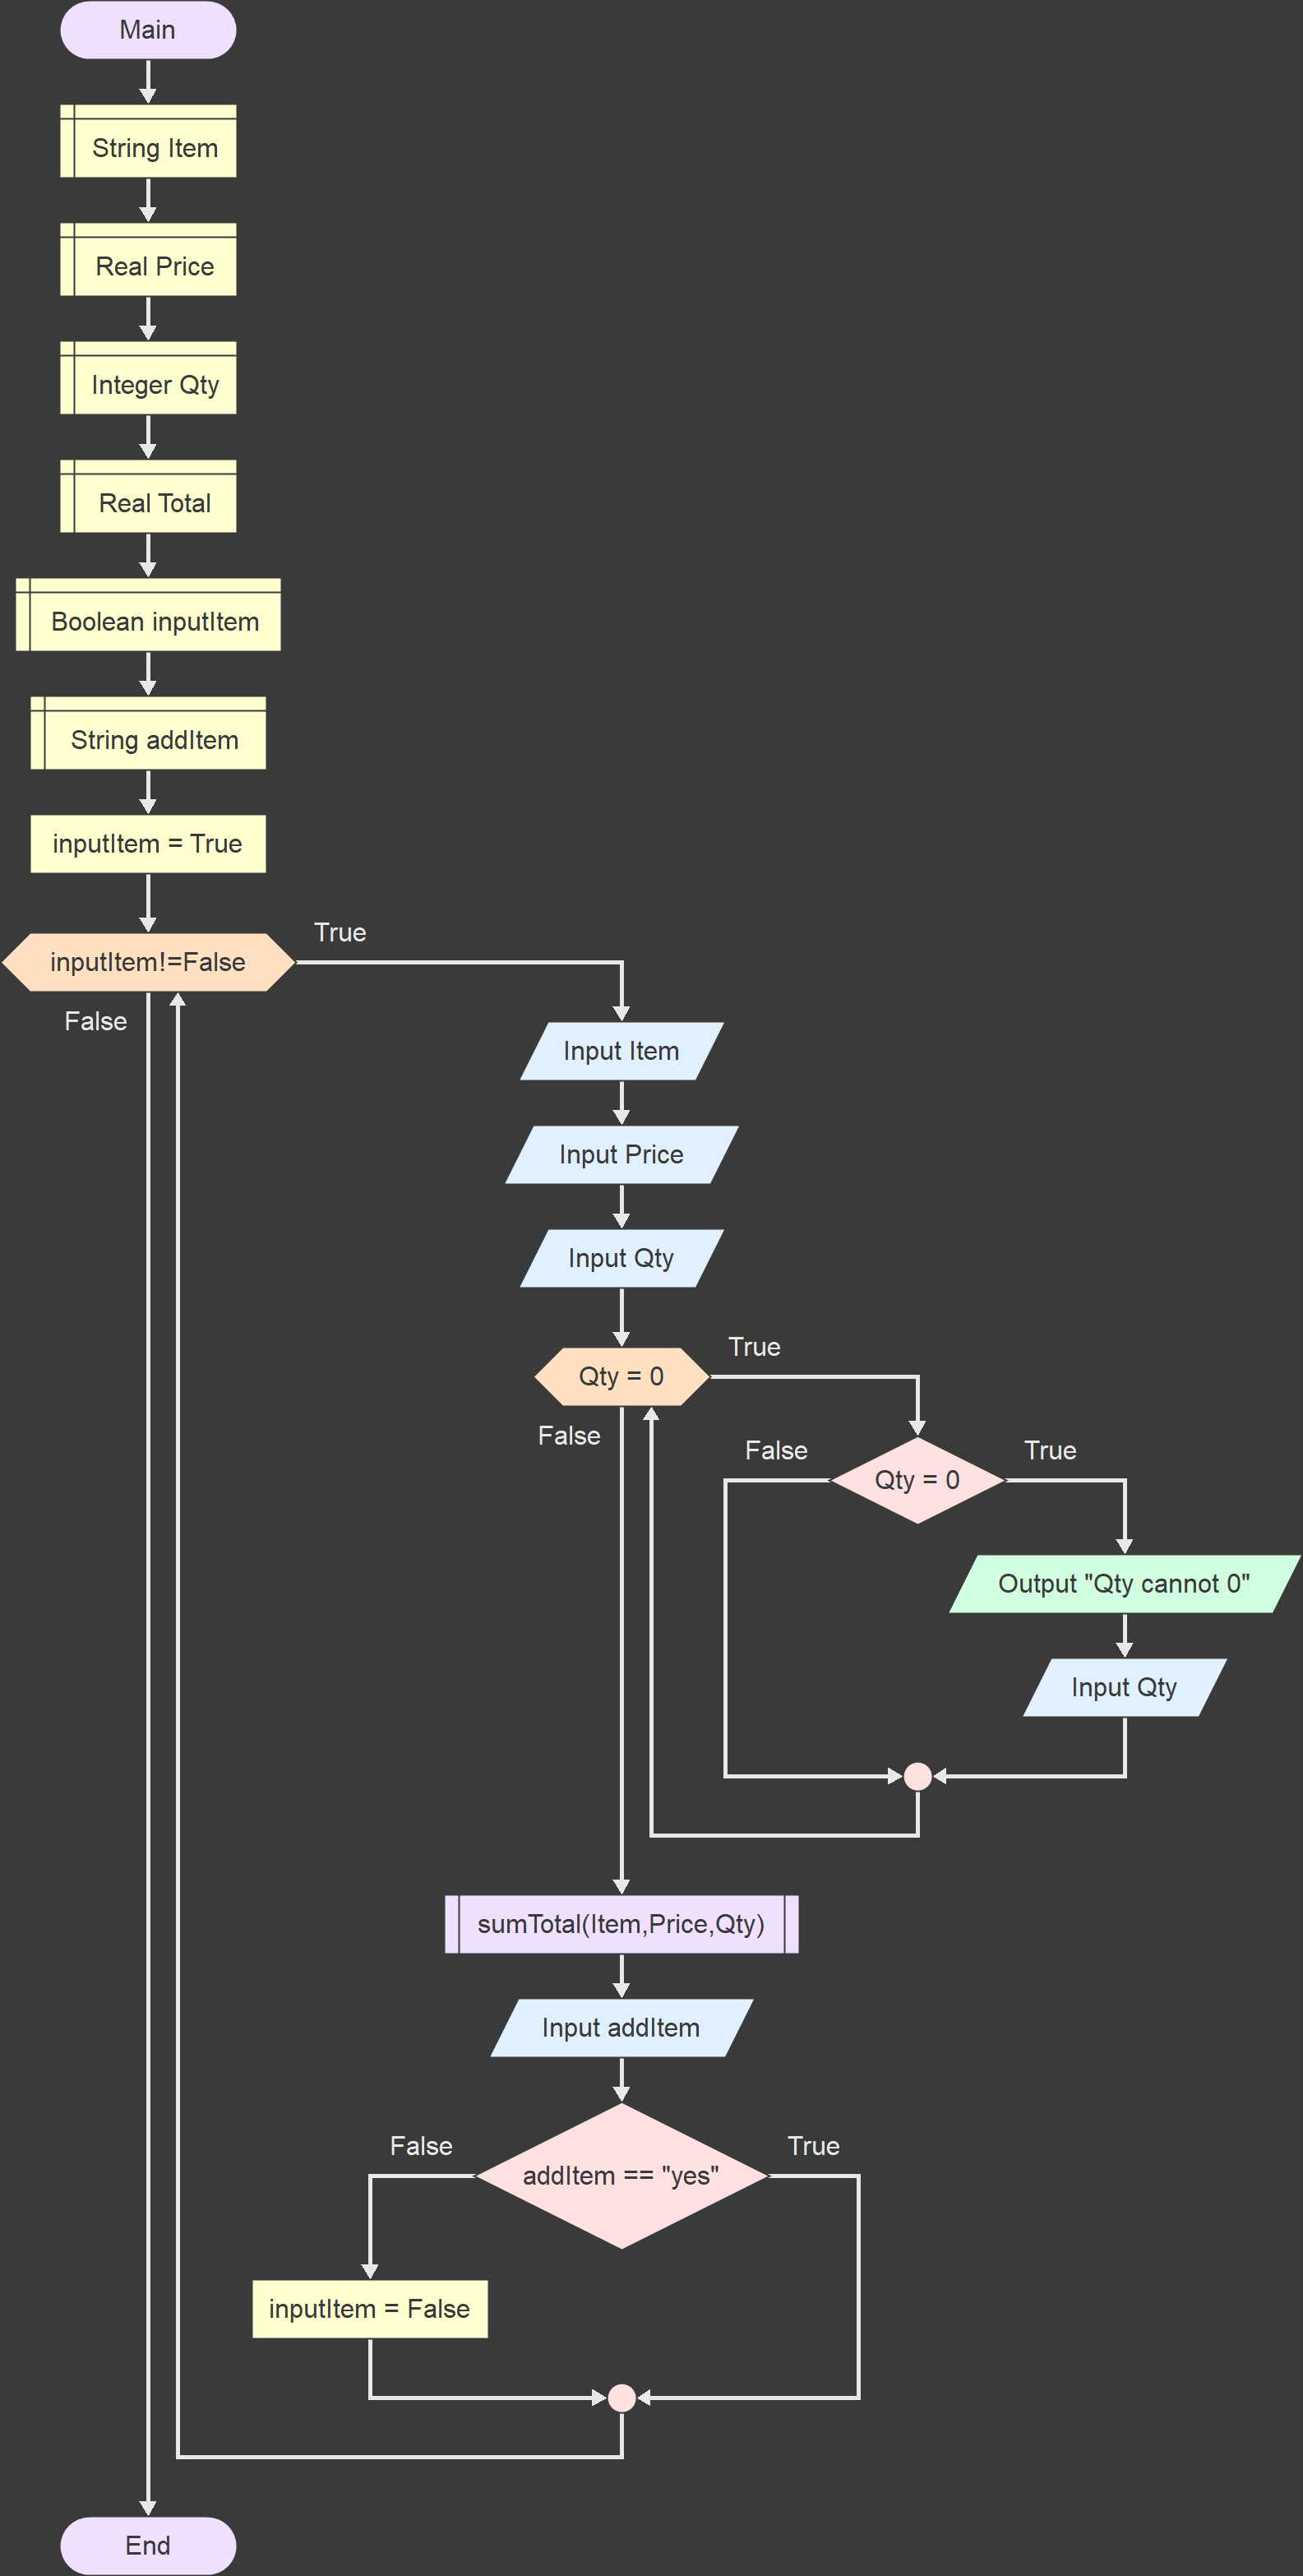 Main
String Item
Real Price
Integer Qty
Real Total
Boolean inputItem
String addItem
inputItem = True
inputItem!=False
True
False
Input Item
Input Price
Input Qty
Qty = 0
True
False
Qty = 0
False
True
Output "Qty cannot 0"
Input Qty
sumTotal(Item,Price,Qty)
Input addItem
addItem == "yes"
False
True
inputItem = False
End